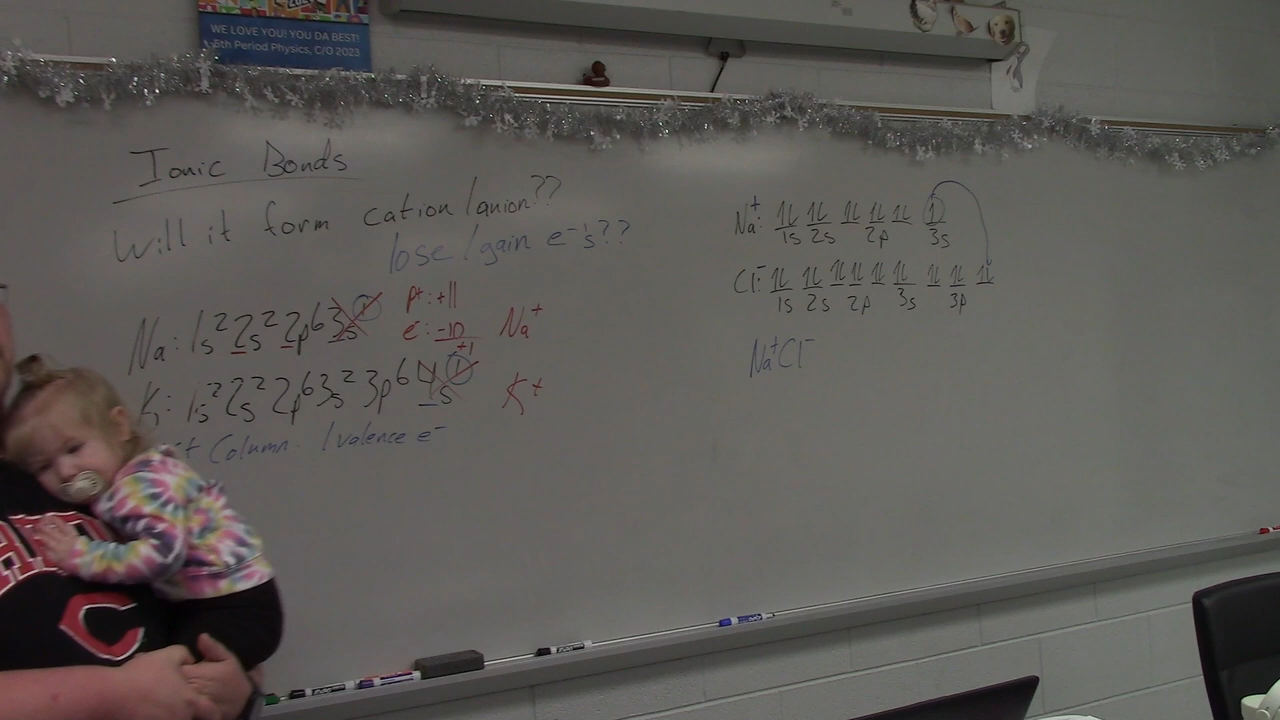 WE LOVE YOU! YOU DA BEST!
5th Period Physics, C/O 2023
Ionic Bonds
Will it form cation/anion??
lose/gain e⁻'s??
Na: 1s² 2s² 2p⁶ 3s¹
p⁺: +11
e⁻: -10
+1
Na⁺
K: 1s² 2s² 2p⁶ 3s² 3p⁶ 4s¹
K⁺
Column. 1 valence e⁻
Na⁺: ↿⇂ ↿⇂ ↿⇂ ↿⇂ ↿⇂ ↿
1s 2s 2p 3s
Cl⁻: ↿⇂ ↿⇂ ↿⇂ ↿⇂ ↿⇂ ↿⇂ ↿⇂ ↿⇂ ↿⇂
1s 2s 2p 3s 3p
Na⁺Cl⁻
C